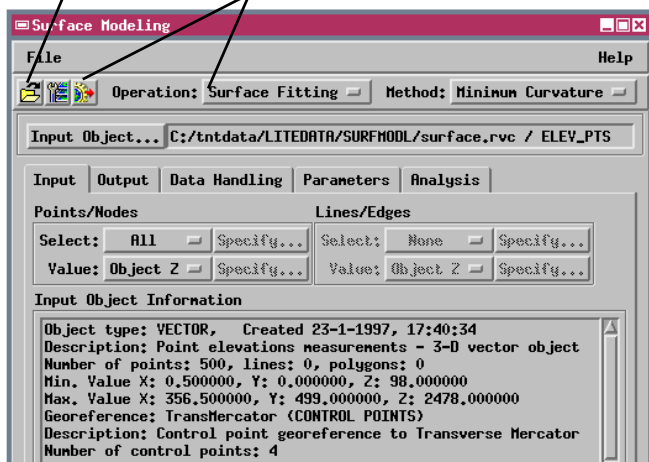 Surface Modeling
File Help
Operation: Surface Fitting Method: Minimum Curvature
Input Object... C:/tntdata/LITEDATA/SURFMODL/surface.rvc / ELEV_PTS
Input Output Data Handling Parameters Analysis
Points/Nodes Lines/Edges
Select: All Specify... Select: None Specify...
Value: Object Z Specify... Value: Object Z Specify...
Input Object Information
Object type: VECTOR, Created 23-1-1997, 17:40:34
Description: Point elevations measurements - 3-D vector object
Number of points: 500, lines: 0, polygons: 0
Min. Value X: 0.500000, Y: 0.000000, Z: 98.000000
Max. Value X: 356.500000, Y: 499.000000, Z: 2478.000000
Georeference: TransMercator (CONTROL POINTS)
Description: Control point georeference to Transverse Mercator
Number of control points: 4